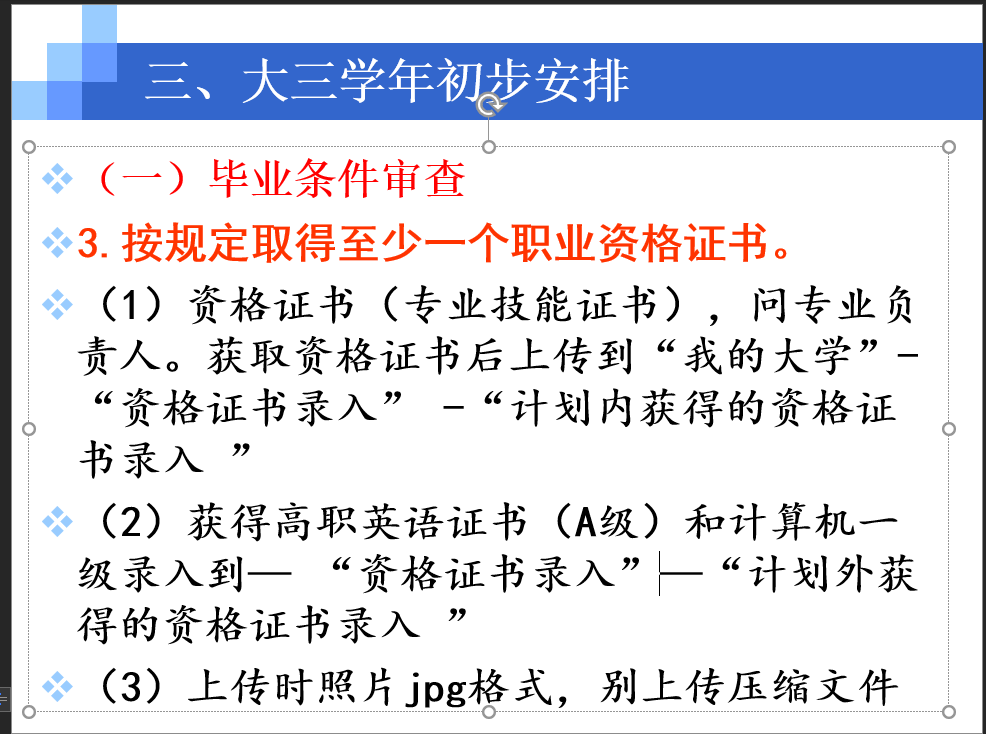 三、大三学年初步安排
（一）毕业条件审查
3.按规定取得至少一个职业资格证书。
（1）资格证书（专业技能证书），问专业负
责人。获取资格证书后上传到“我的大学”-
“资格证书录入” -“计划内获得的资格证
书录入 ”
（2）获得高职英语证书（A级）和计算机一
级录入到— “资格证书录入”—“计划外获
得的资格证书录入 ”
（3）上传时照片jpg格式，别上传压缩文件